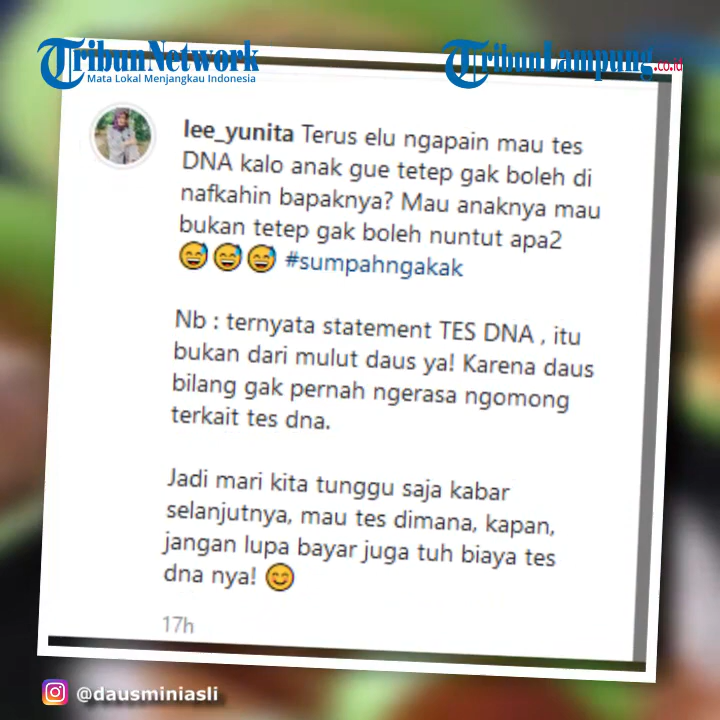 TribunNetwork
Mata Lokal Menjangkau Indonesia
TribunLampung.co.id
lee_yunita Terus elu ngapain mau tes
DNA kalo anak gue tetep gak boleh di
nafkahin bapaknya? Mau anaknya mau
bukan tetep gak boleh nuntut apa2
😅😅😅 #sumpahngakak
Nb : ternyata statement TES DNA , itu
bukan dari mulut daus ya! Karena daus
bilang gak pernah ngerasa ngomong
terkait tes dna.
Jadi mari kita tunggu saja kabar
selanjutnya, mau tes dimana, kapan,
jangan lupa bayar juga tuh biaya tes
dna nya! 😊
17h
@dausminiasli